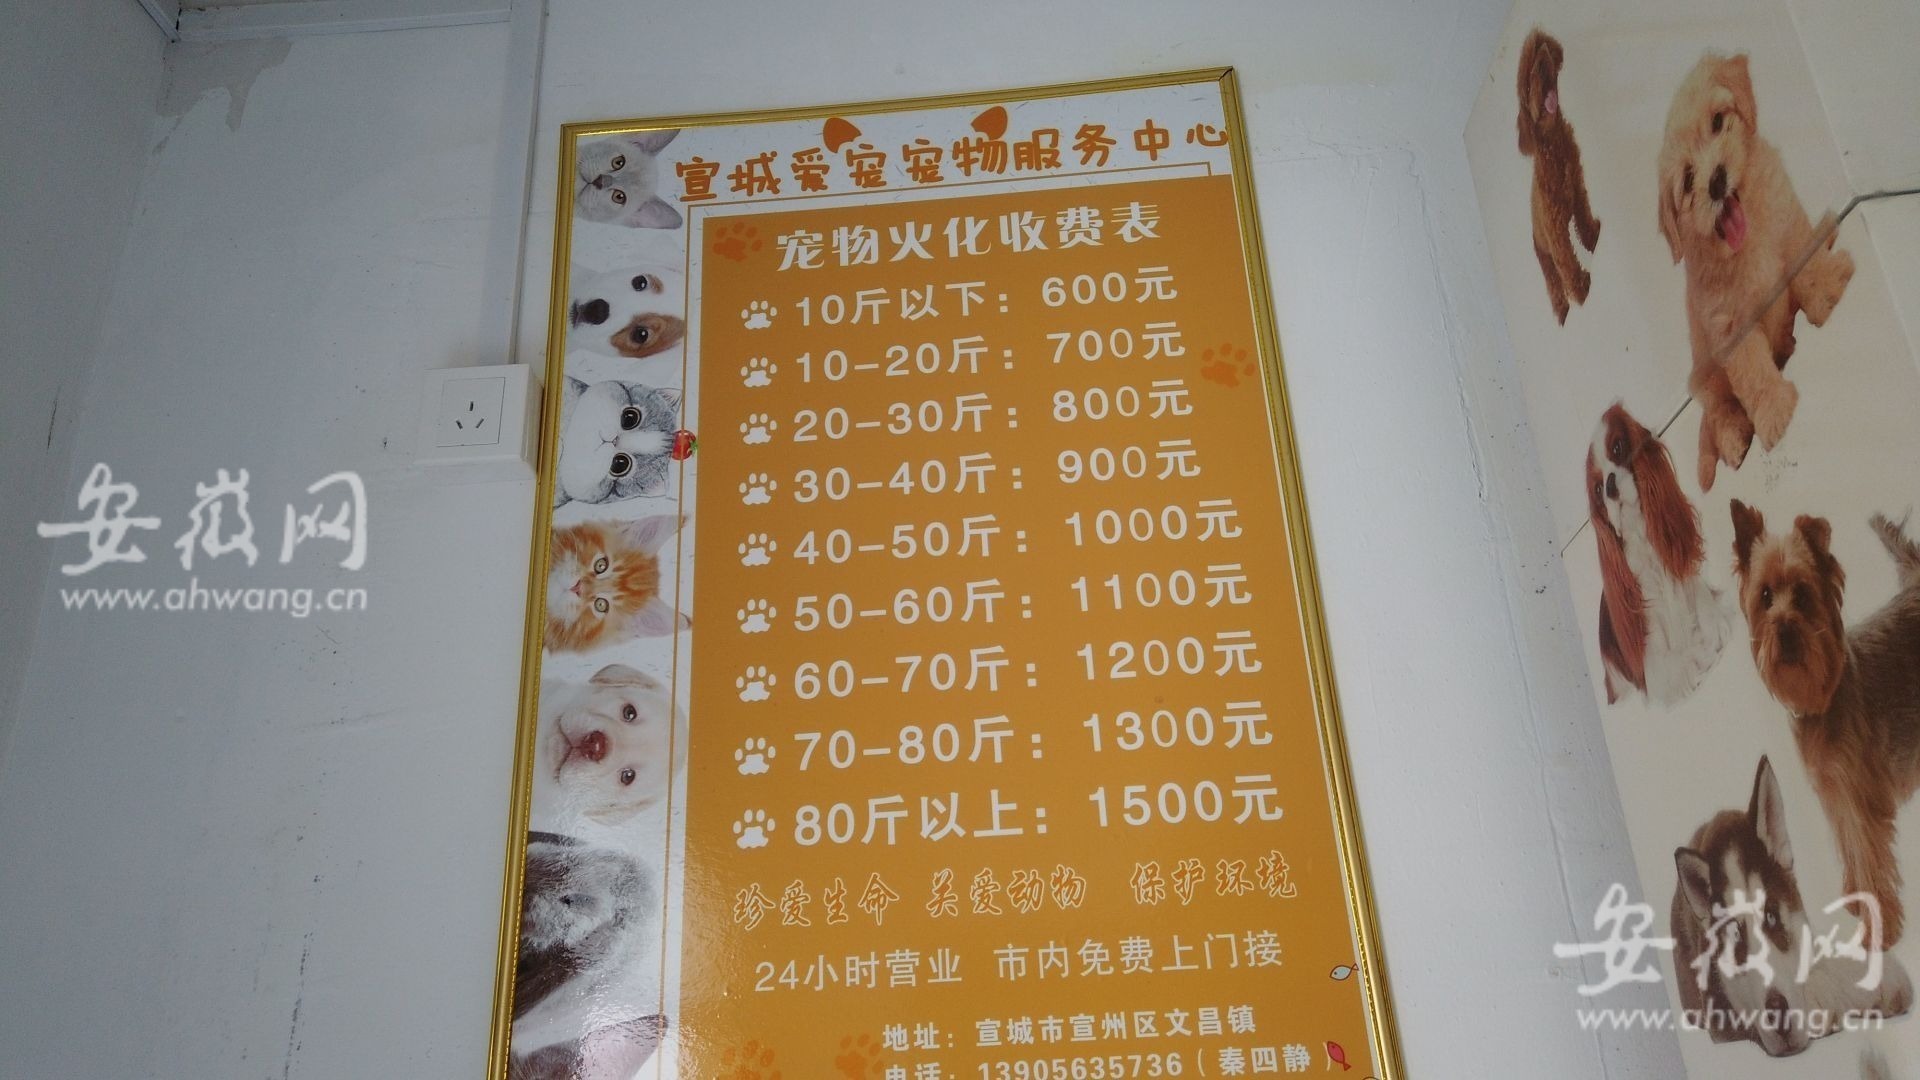 宣城爱宠宠物服务中心
宠物火化收费表
10斤以下：600元
10-20斤：700元
20-30斤：800元
30-40斤：900元
40-50斤：1000元
50-60斤：1100元
60-70斤：1200元
70-80斤：1300元
80斤以上：1500元
珍爱生命 关爱动物 保护环境
24小时营业 市内免费上门接
地址：宣城市宣州区文昌镇
电话：13905635736（秦四静）
安徽网
www.ahwang.cn
安徽网
www.ahwang.cn